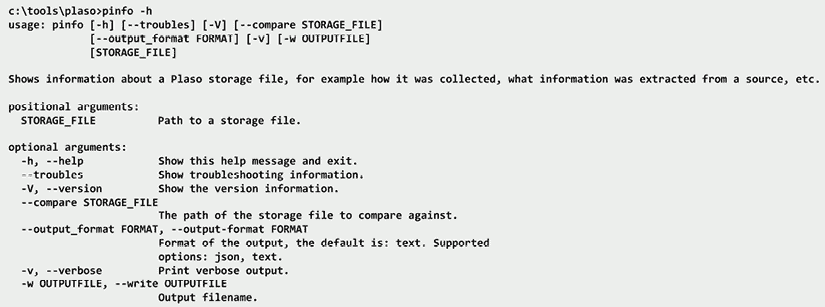 c:\tools\plaso>pinfo -h
usage: pinfo [-h] [--troubles] [-V] [--compare STORAGE_FILE]
             [--output_format FORMAT] [-v] [-w OUTPUTFILE]
             [STORAGE_FILE]

Shows information about a Plaso storage file, for example how it was collected, what information was extracted from a source, etc.

positional arguments:
  STORAGE_FILE          Path to a storage file.

optional arguments:
  -h, --help            Show this help message and exit.
  --troubles            Show troubleshooting information.
  -V, --version         Show the version information.
  --compare STORAGE_FILE
                        The path of the storage file to compare against.
  --output_format FORMAT, --output-format FORMAT
                        Format of the output, the default is: text. Supported
                        options: json, text.
  -v, --verbose         Print verbose output.
  -w OUTPUTFILE, --write OUTPUTFILE
                        Output filename.